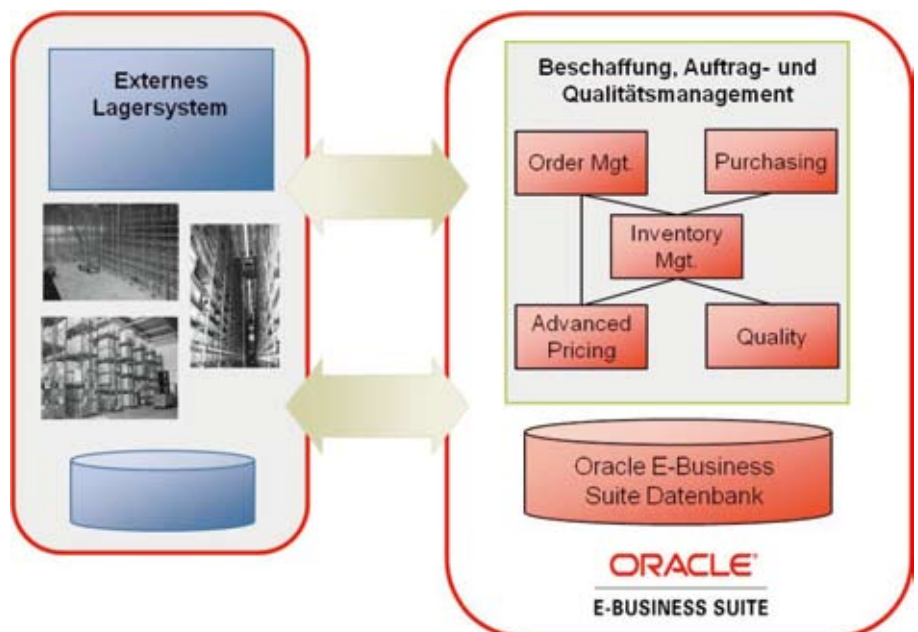 Externes
Lagersystem
Beschaffung, Auftrag- und
Qualitätsmanagement
Order Mgt.
Purchasing
Inventory
Mgt.
Advanced
Pricing
Quality
Oracle E-Business
Suite Datenbank
ORACLE®
E-BUSINESS SUITE